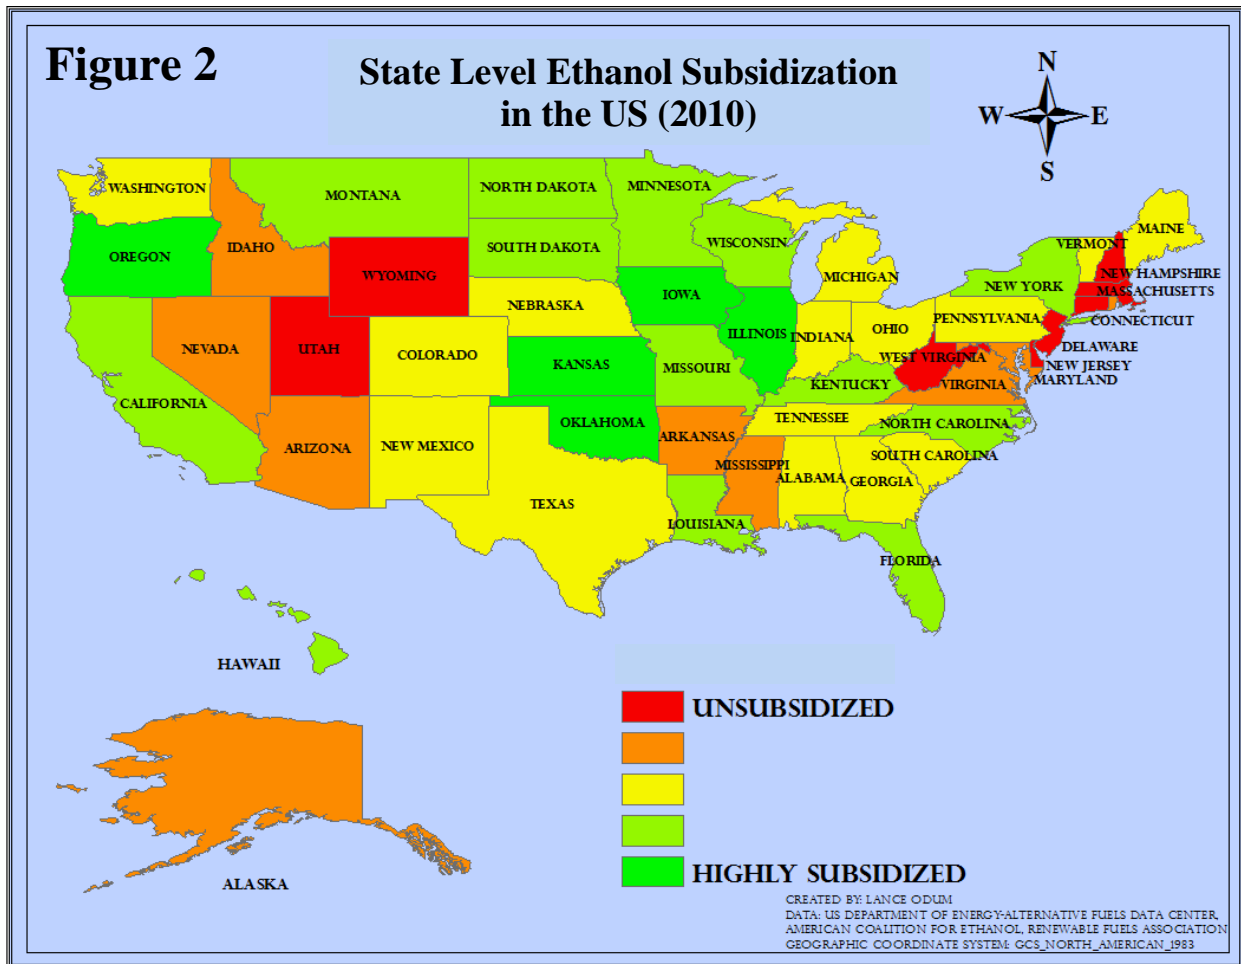 Figure 2
State Level Ethanol Subsidization
in the US (2010)
N
W E
S
WASHINGTON
MONTANA
NORTH DAKOTA
MINNESOTA
MAINE
VERMONT
OREGON
IDAHO
SOUTH DAKOTA
WISCONSIN
WYOMING
MICHIGAN
NEW HAMPSHIRE
NEW YORK
MASSACHUSETTS
IOWA
NEBRASKA
PENNSYLVANIA
CONNECTICUT
NEVADA
UTAH
COLORADO
ILLINOIS
INDIANA
OHIO
DELAWARE
KANSAS
MISSOURI
WEST VIRGINIA
NEW JERSEY
KENTUCKY
VIRGINIA
MARYLAND
CALIFORNIA
OKLAHOMA
TENNESSEE
NORTH CAROLINA
ARIZONA
NEW MEXICO
ARKANSAS
SOUTH CAROLINA
MISSISSIPPI
ALABAMA
GEORGIA
TEXAS
LOUISIANA
FLORIDA
HAWAII
ALASKA
UNSUBSIDIZED
HIGHLY SUBSIDIZED
CREATED BY: LANCE ODUM
DATA: US DEPARTMENT OF ENERGY-ALTERNATIVE FUELS DATA CENTER,
AMERICAN COALITION FOR ETHANOL, RENEWABLE FUELS ASSOCIATION
GEOGRAPHIC COORDINATE SYSTEM: GCS_NORTH_AMERICAN_1983